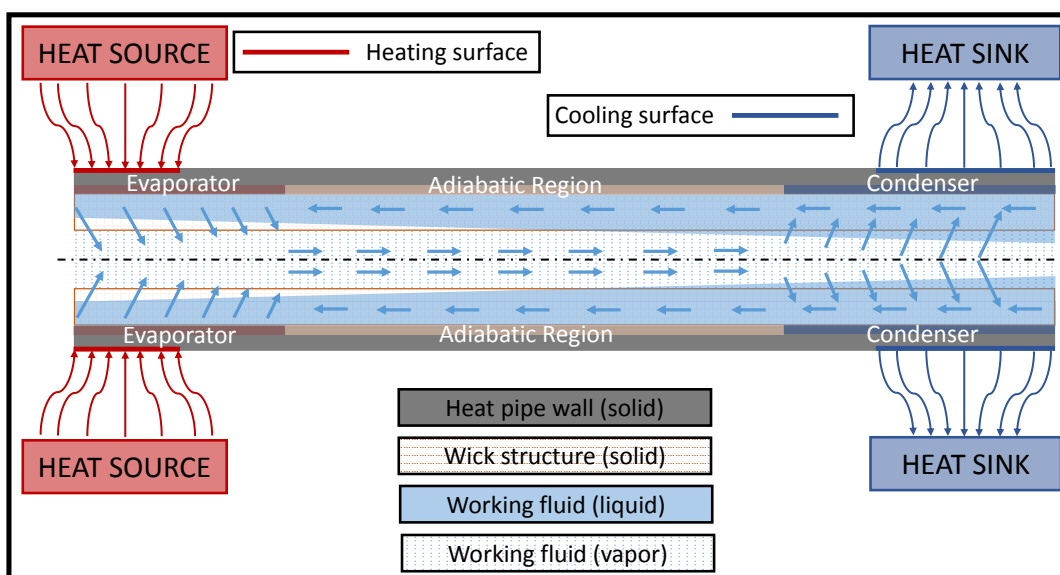 HEAT SOURCE
Heating surface
HEAT SINK
Cooling surface
Evaporator
Adiabatic Region
Condenser
Evaporator
Adiabatic Region
Condenser
Heat pipe wall (solid)
Wick structure (solid)
HEAT SOURCE
HEAT SINK
Working fluid (liquid)
Working fluid (vapor)